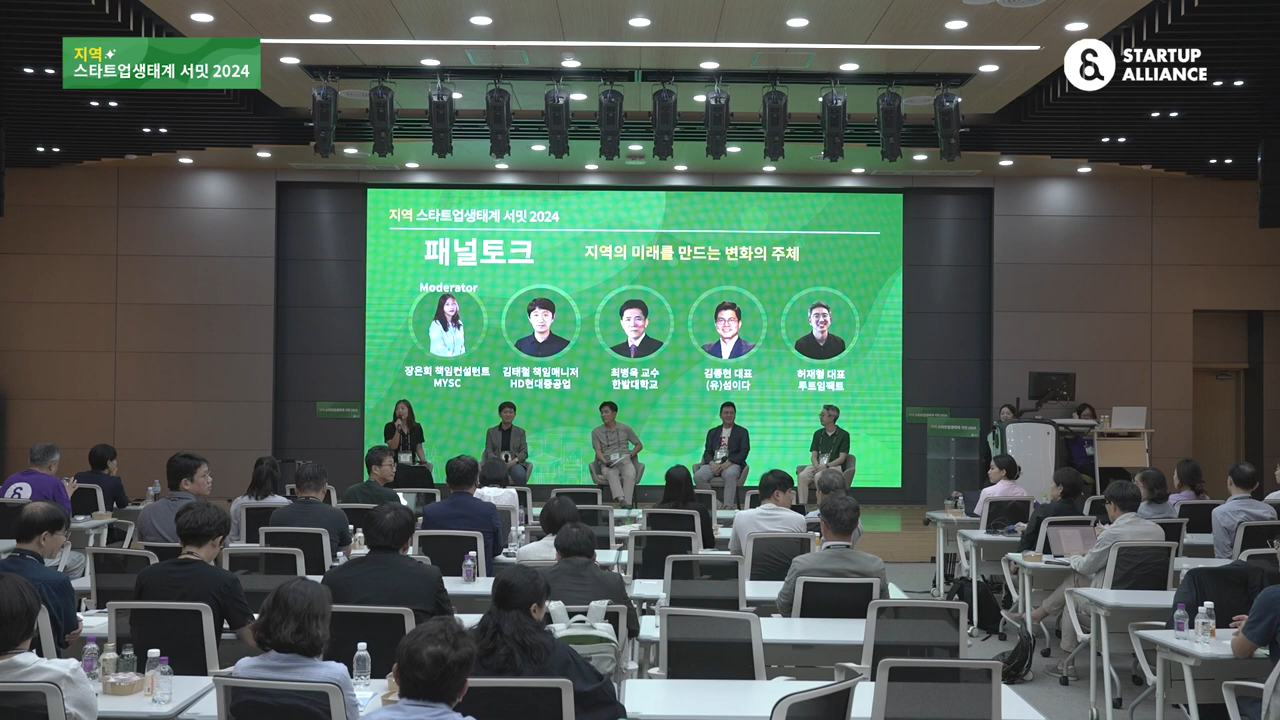 지역
스타트업생태계 서밋 2024
&
STARTUP
ALLIANCE
지역 스타트업생태계 서밋 2024
패널토크
지역의 미래를 만드는 변화의 주체
Moderator
장은희 책임컨설턴트
MYSC
김태철 책임매니저
HD현대중공업
최병욱 교수
한밭대학교
김종현 대표
(유)섬이다
허재형 대표
루트임팩트